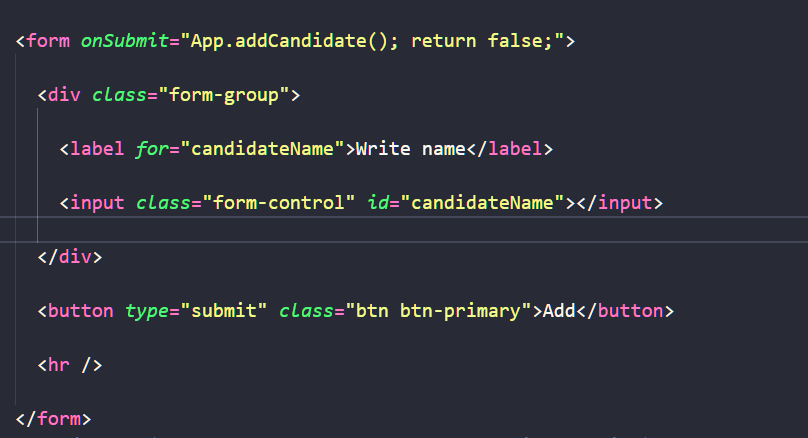 <form onSubmit="App.addCandidate(); return false;">
<div class="form-group">
<label for="candidateName">Write name</label>
<input class="form-control" id="candidateName"></input>
</div>
<button type="submit" class="btn btn-primary">Add</button>
<hr />
</form>